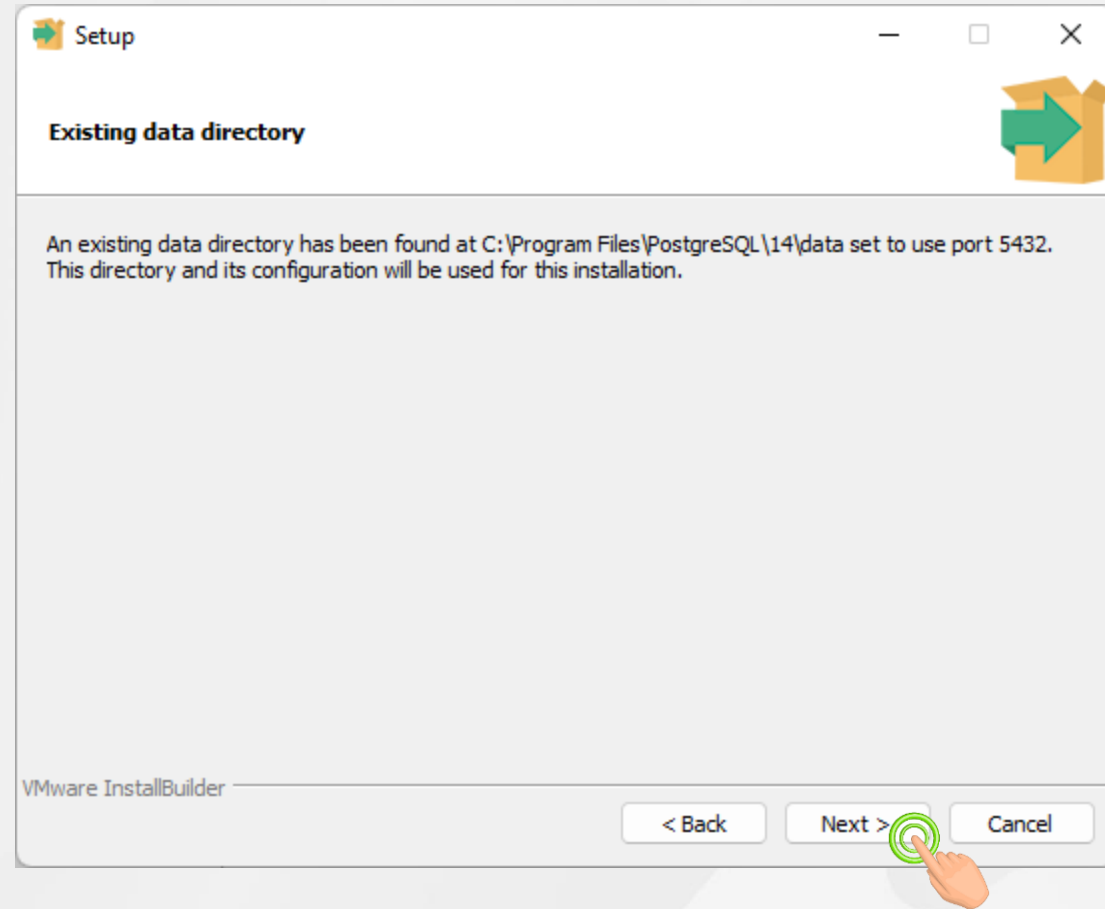 Setup
Existing data directory
An existing data directory has been found at C:\Program Files\PostgreSQL\14\data set to use port 5432.
This directory and its configuration will be used for this installation.
VMware InstallBuilder
< Back
Next >
Cancel